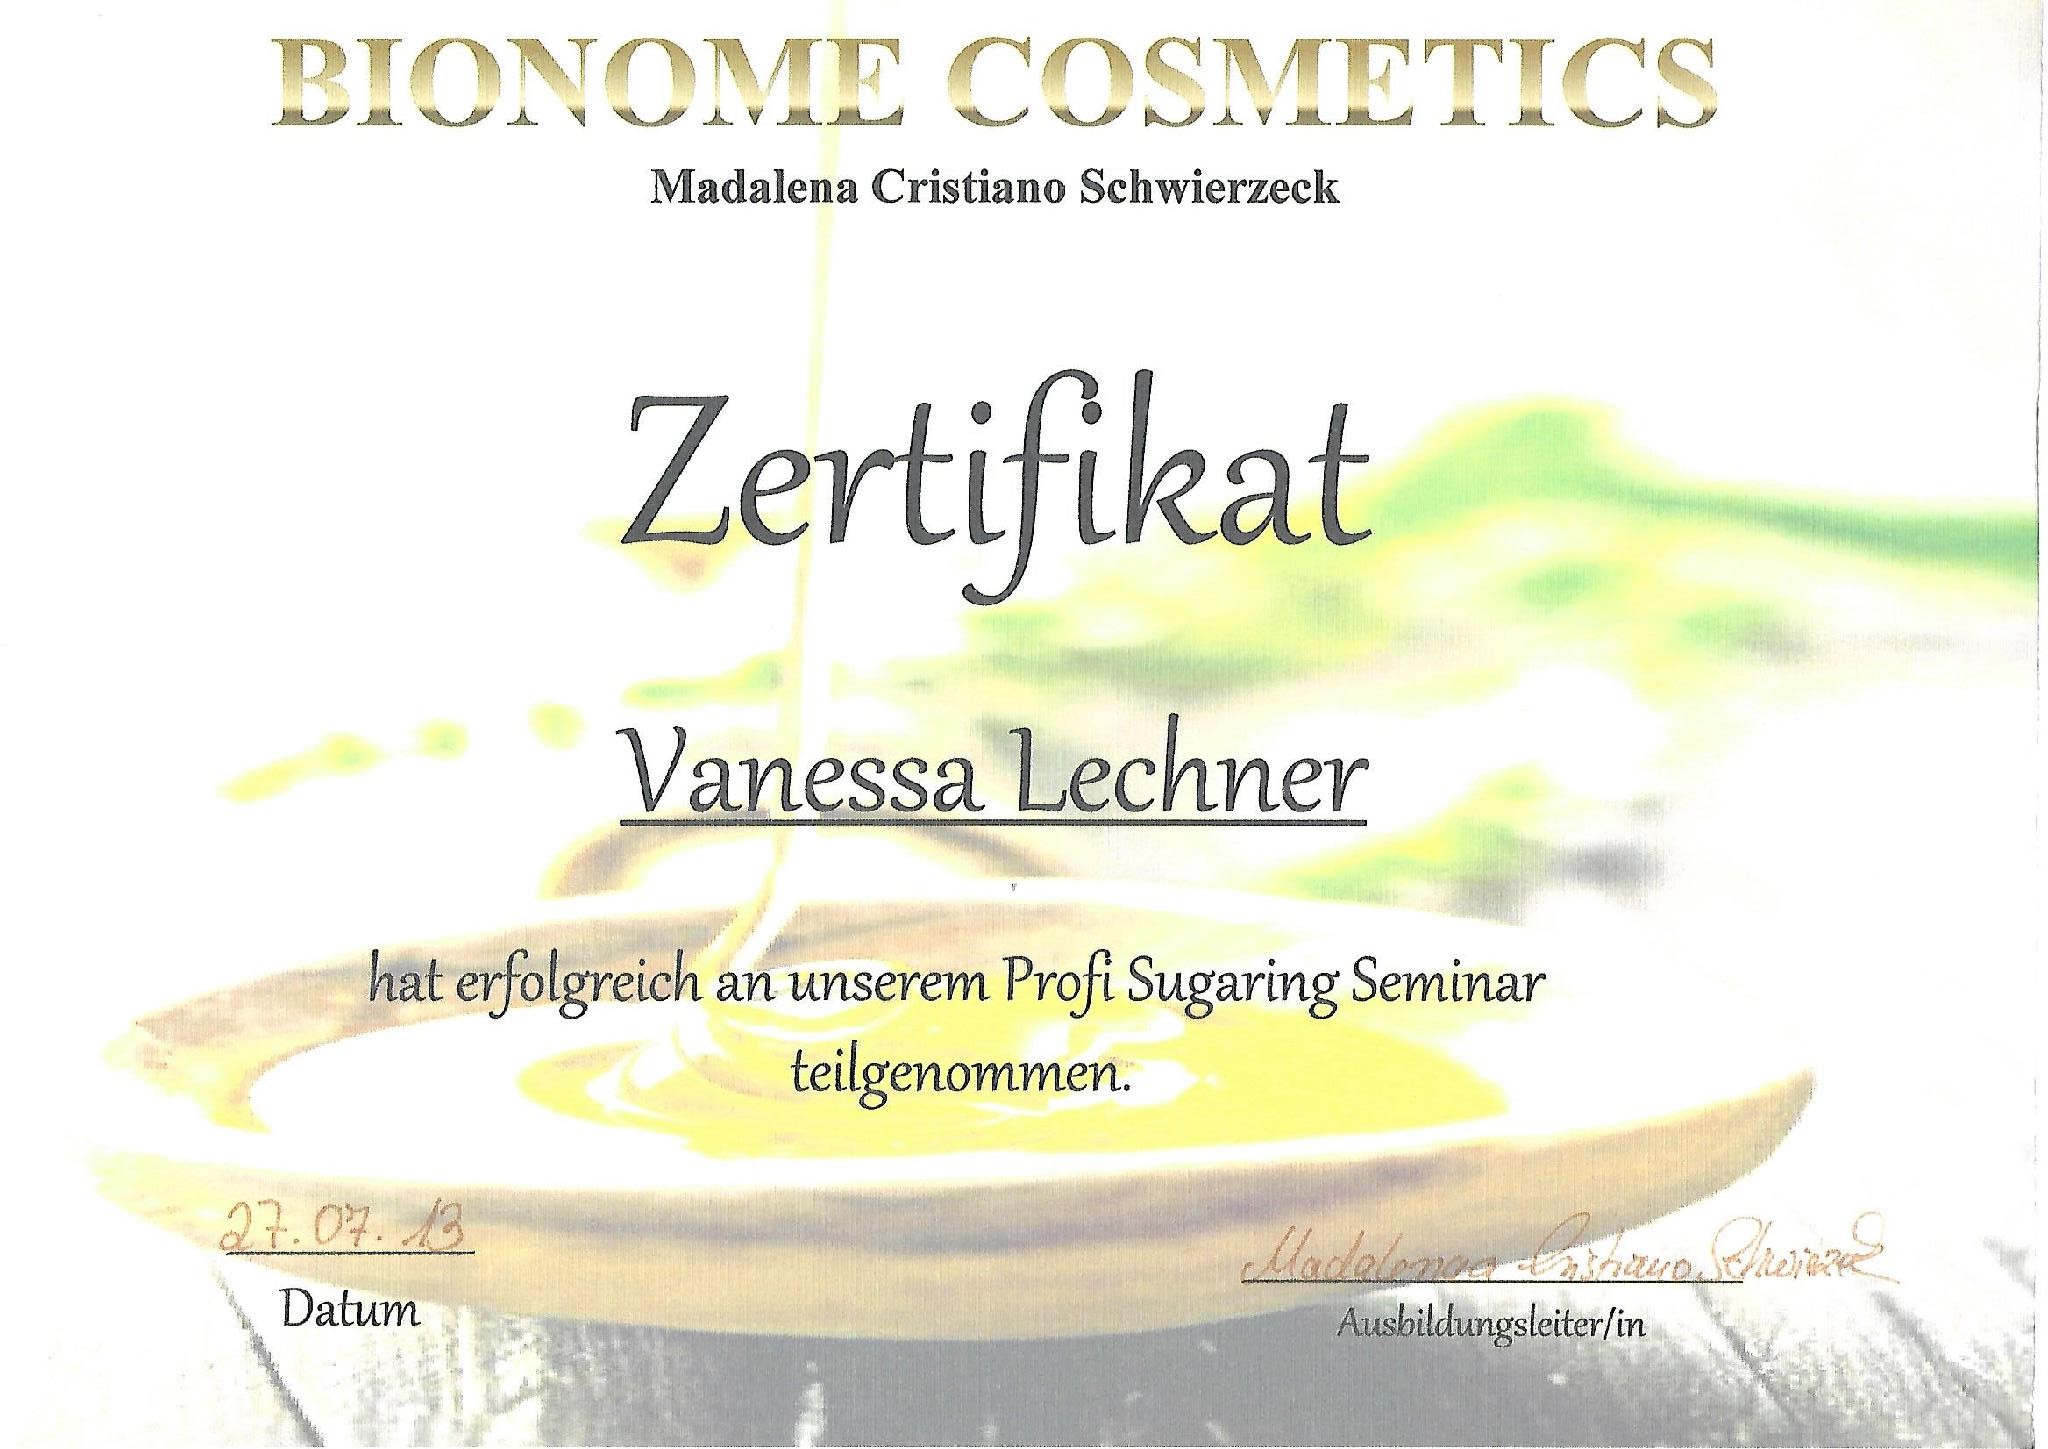 BIONOME COSMETICS
Madalena Cristiano Schwierzeck
Zertifikat
Vanessa Lechner
hat erfolgreich an unserem Profi Sugaring Seminar
teilgenommen.
27.07.13
Madalena Cristiano Schwierzeck
Datum
Ausbildungsleiter/in